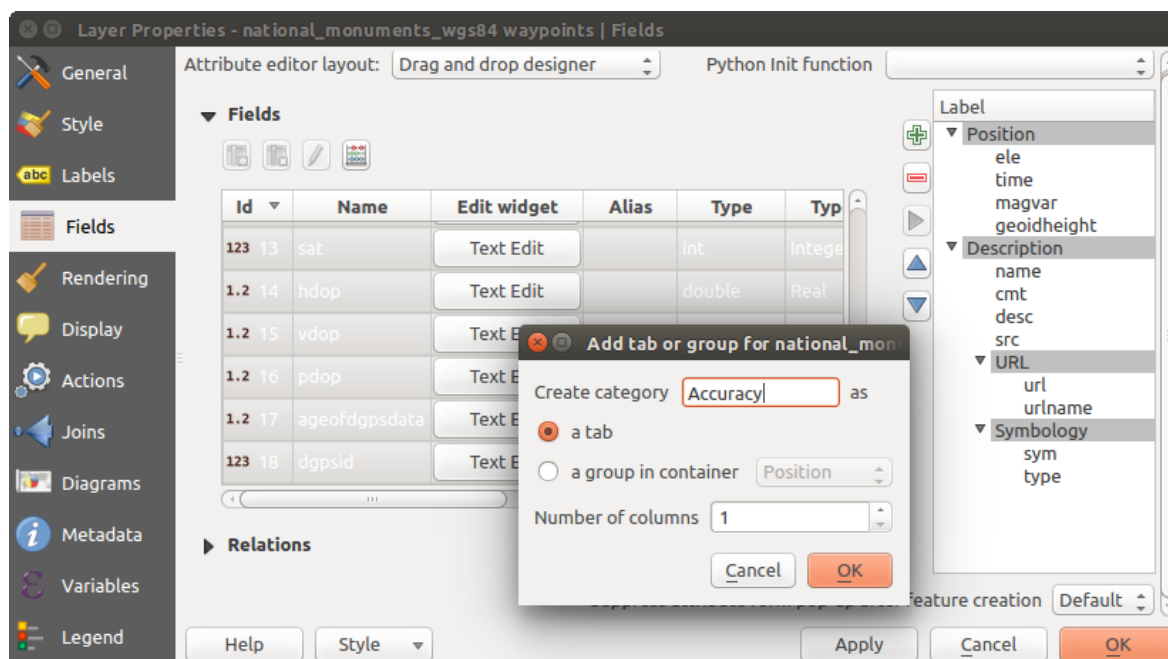 Layer Properties - national_monuments_wgs84 waypoints | Fields
General
Style
abc Labels
Fields
Rendering
Display
Actions
Joins
Diagrams
Metadata
Variables
Legend
Attribute editor layout: Drag and drop designer
Python Init function
Fields
Id Name Edit widget Alias Type Typ
123 13 sat Text Edit int Intege
1.2 14 hdop Text Edit double Real
1.2 15 vdop Text E
1.2 16 pdop Text E
1.2 17 ageofdgpsdata Text E
123 18 dgpsid Text E
Relations
Label
Position
ele
time
magvar
geoidheight
Description
name
cmt
desc
src
URL
url
urlname
Symbology
sym
type
Add tab or group for national_mon
Create category Accuracy as
a tab
a group in container Position
Number of columns 1
Cancel OK
feature creation Default
Help Style Apply Cancel OK